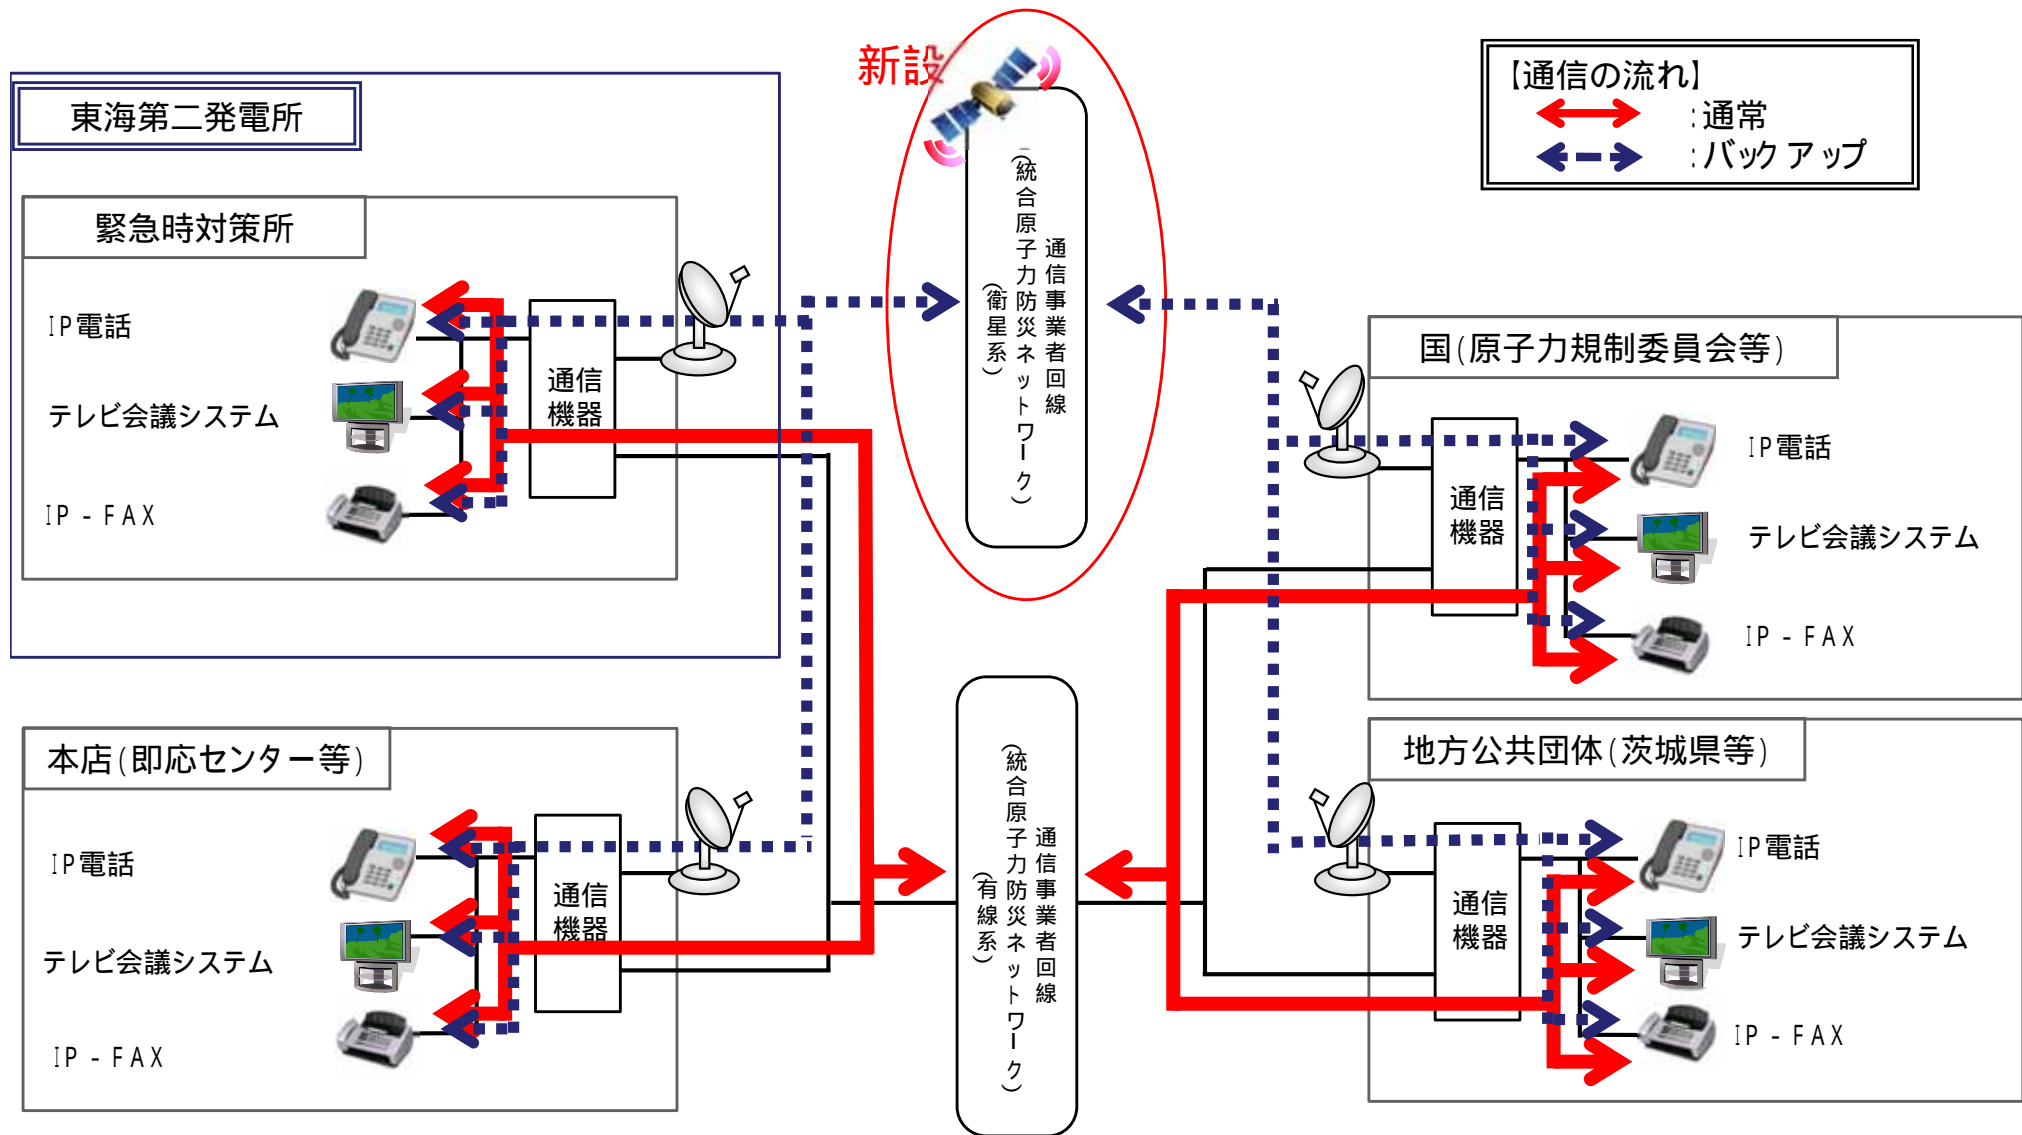 新設
【通信の流れ】
:通常
:バックアップ
東海第二発電所
緊急時対策所
IP電話
テレビ会議システム
IP-FAX
通信
機器
通信事業者回線
(統合原子力防災ネットワーク)
(衛星系)
国(原子力規制委員会等)
通信
機器
IP電話
テレビ会議システム
IP-FAX
本店(即応センター等)
IP電話
テレビ会議システム
IP-FAX
通信
機器
通信事業者回線
(統合原子力防災ネットワーク)
(有線系)
地方公共団体(茨城県等)
通信
機器
IP電話
テレビ会議システム
IP-FAX